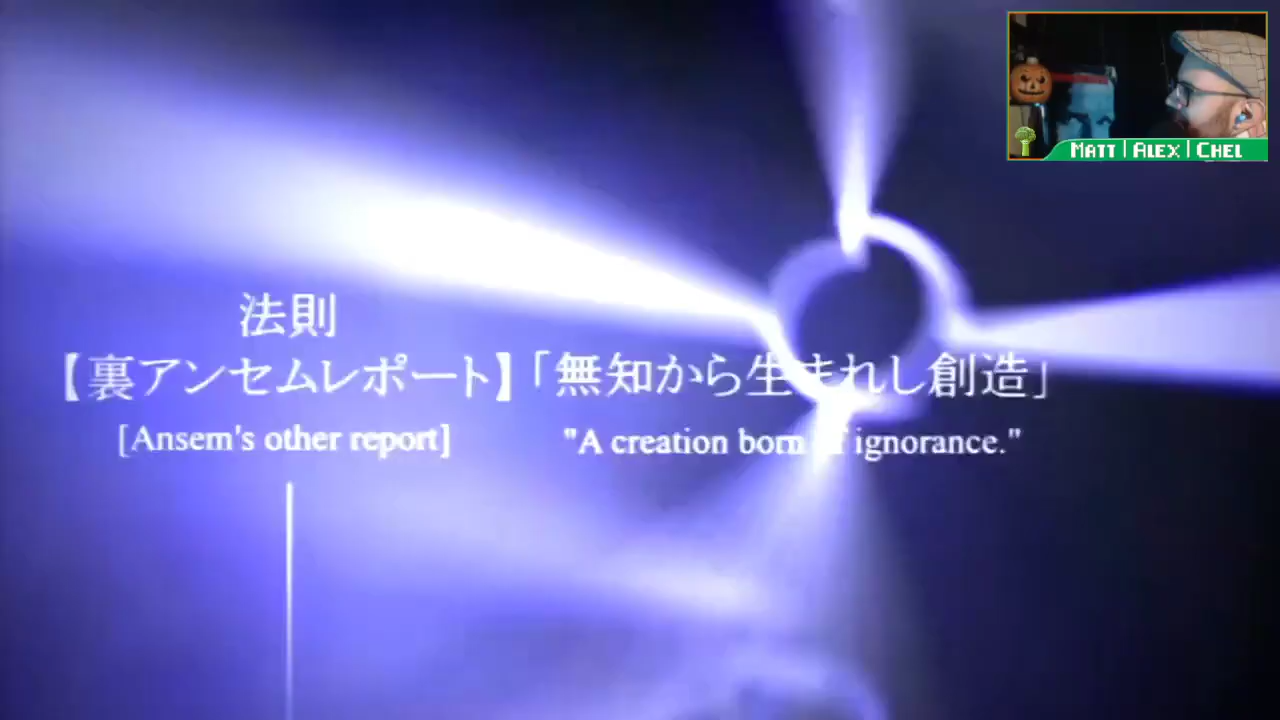 法則
【裏アンセムレポート】「無知から生まれし創造」
[Ansem's other report] "A creation born of ignorance."
MATT | ALEX | CHEL